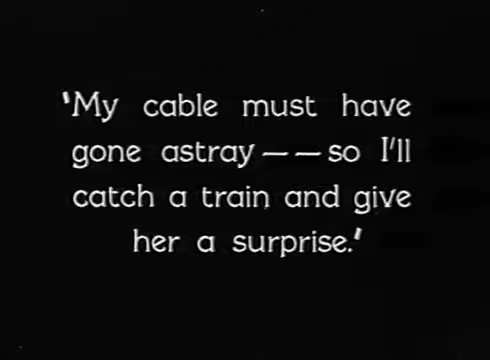 'My cable must have
gone astray — — so I'll
catch a train and give
her a surprise.'